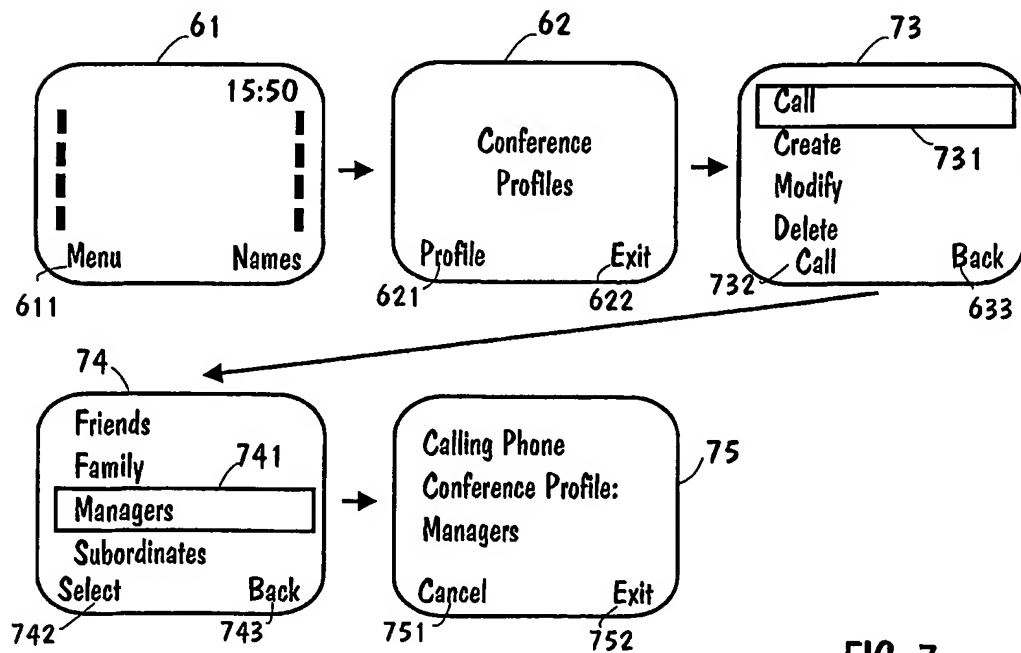 61
15:50
Menu
Names
611
62
Conference
Profiles
Profile
Exit
621
622
73
Call
731
Create
Modify
Delete
Call
Back
732
633
74
Friends
Family
741
Managers
Subordinates
Select
Back
742
743
Calling Phone
Conference Profile:
Managers
75
Cancel
Exit
751
752
FIG. 7